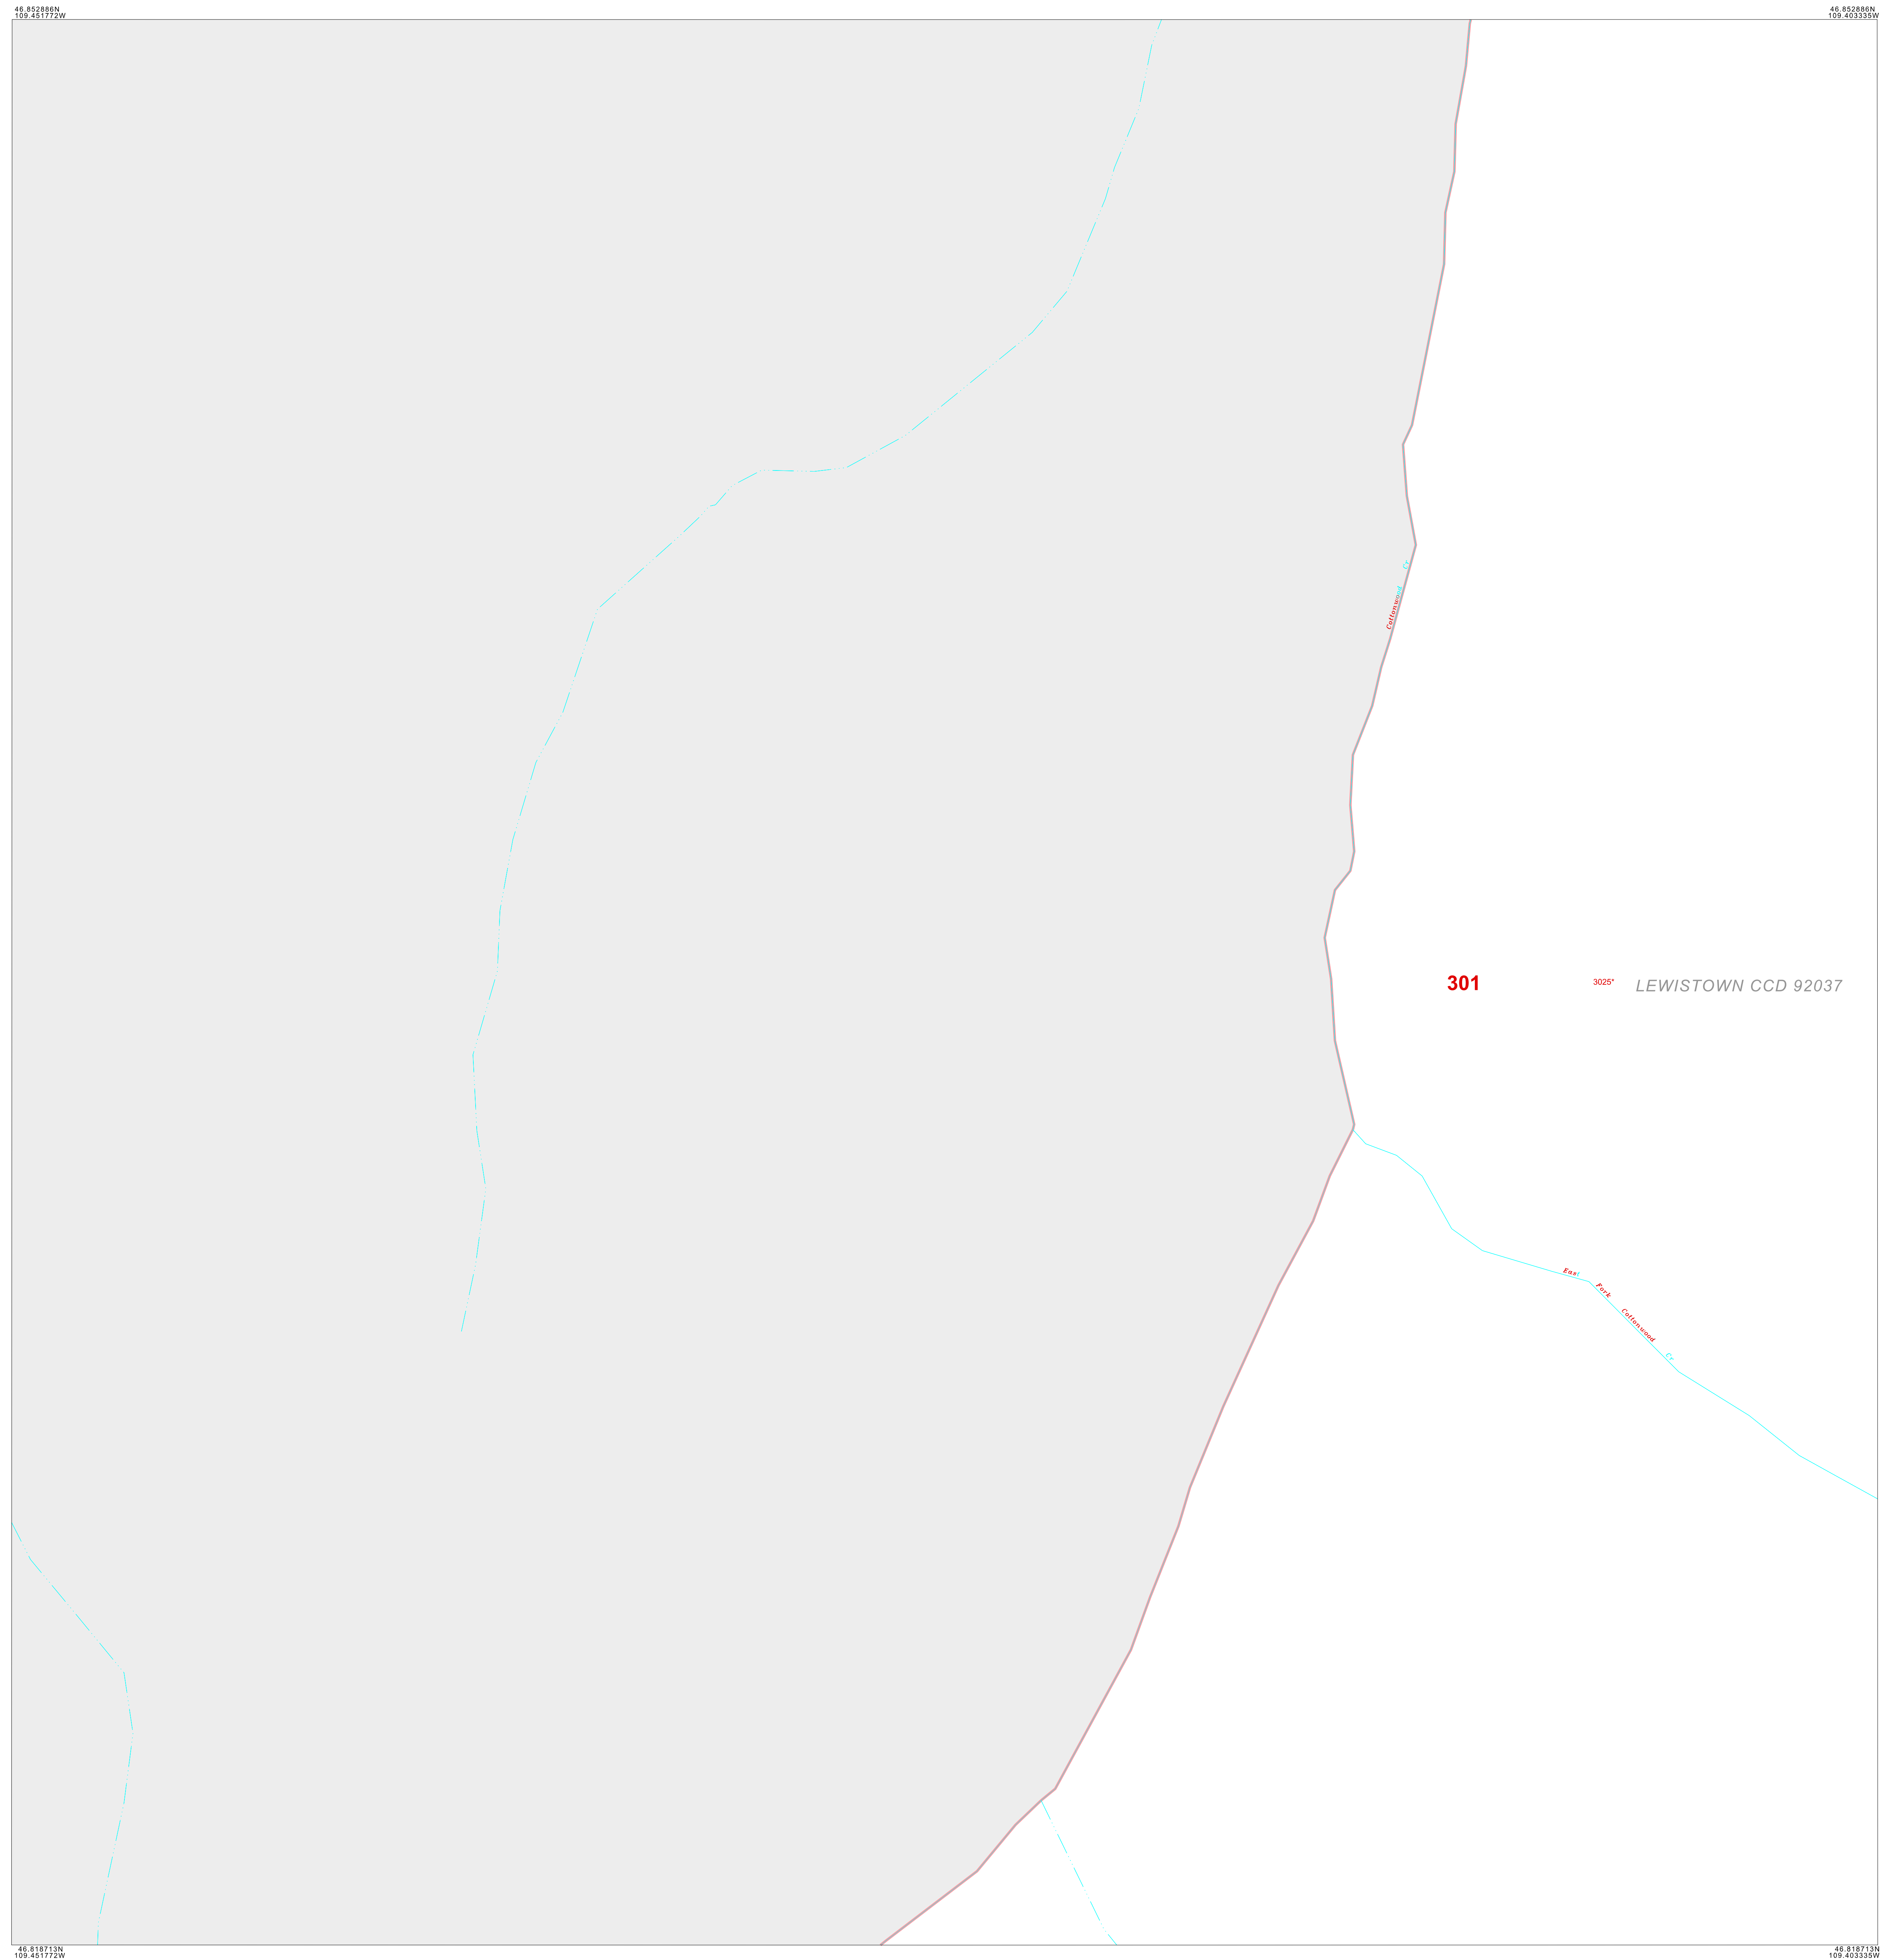 46.852886N
109.451772W
46.852886N
109.403335W
Cottonwood Cr
301
3025*
LEWISTOWN CCD 92037
East Fork Cottonwood Cr
46.818713N
109.451772W
46.818713N
109.403335W